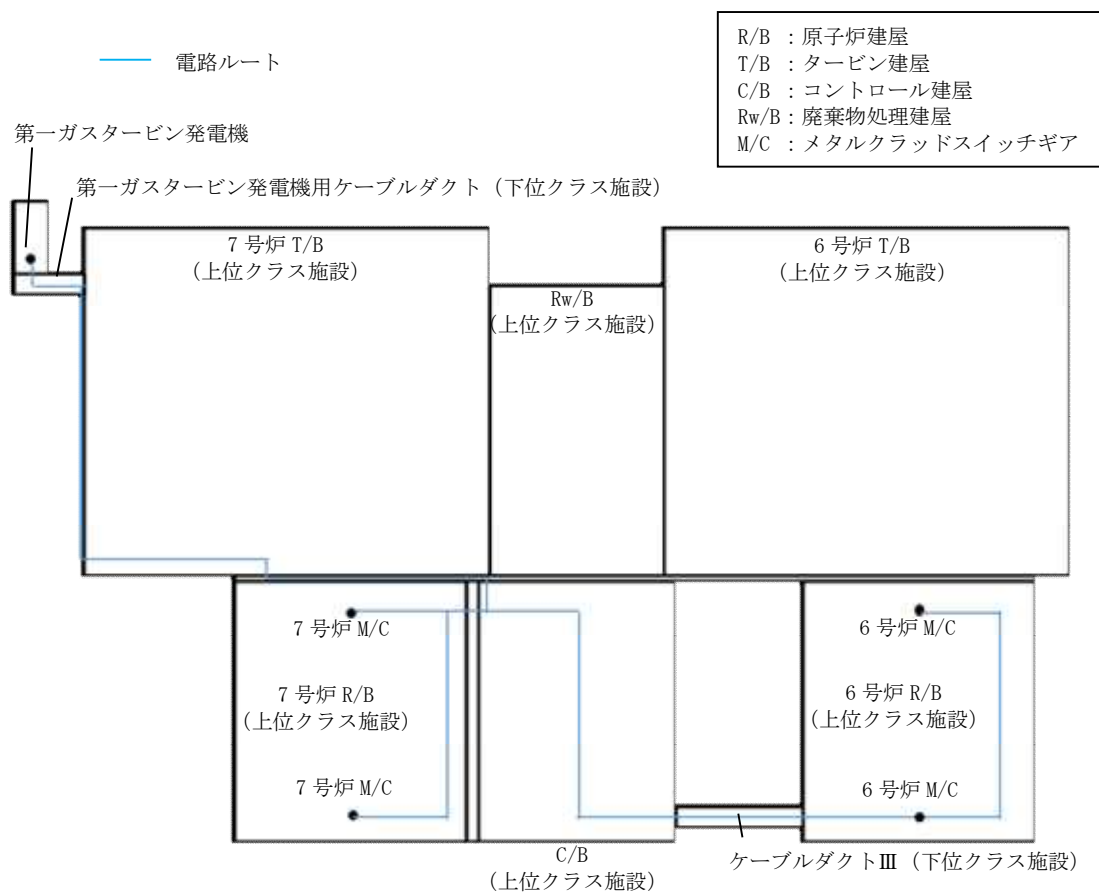 R/B ：原子炉建屋
T/B ：タービン建屋
C/B ：コントロール建屋
Rw/B：廃棄物処理建屋
M/C ：メタルクラッドスイッチギア
電路ルート
第一ガスタービン発電機
第一ガスタービン発電機用ケーブルダクト（下位クラス施設）
7 号炉 T/B
（上位クラス施設）
6 号炉 T/B
（上位クラス施設）
Rw/B
（上位クラス施設）
7 号炉 M/C
6 号炉 M/C
7 号炉 R/B
（上位クラス施設）
6 号炉 R/B
（上位クラス施設）
7 号炉 M/C
6 号炉 M/C
C/B
（上位クラス施設）
ケーブルダクトⅢ（下位クラス施設）